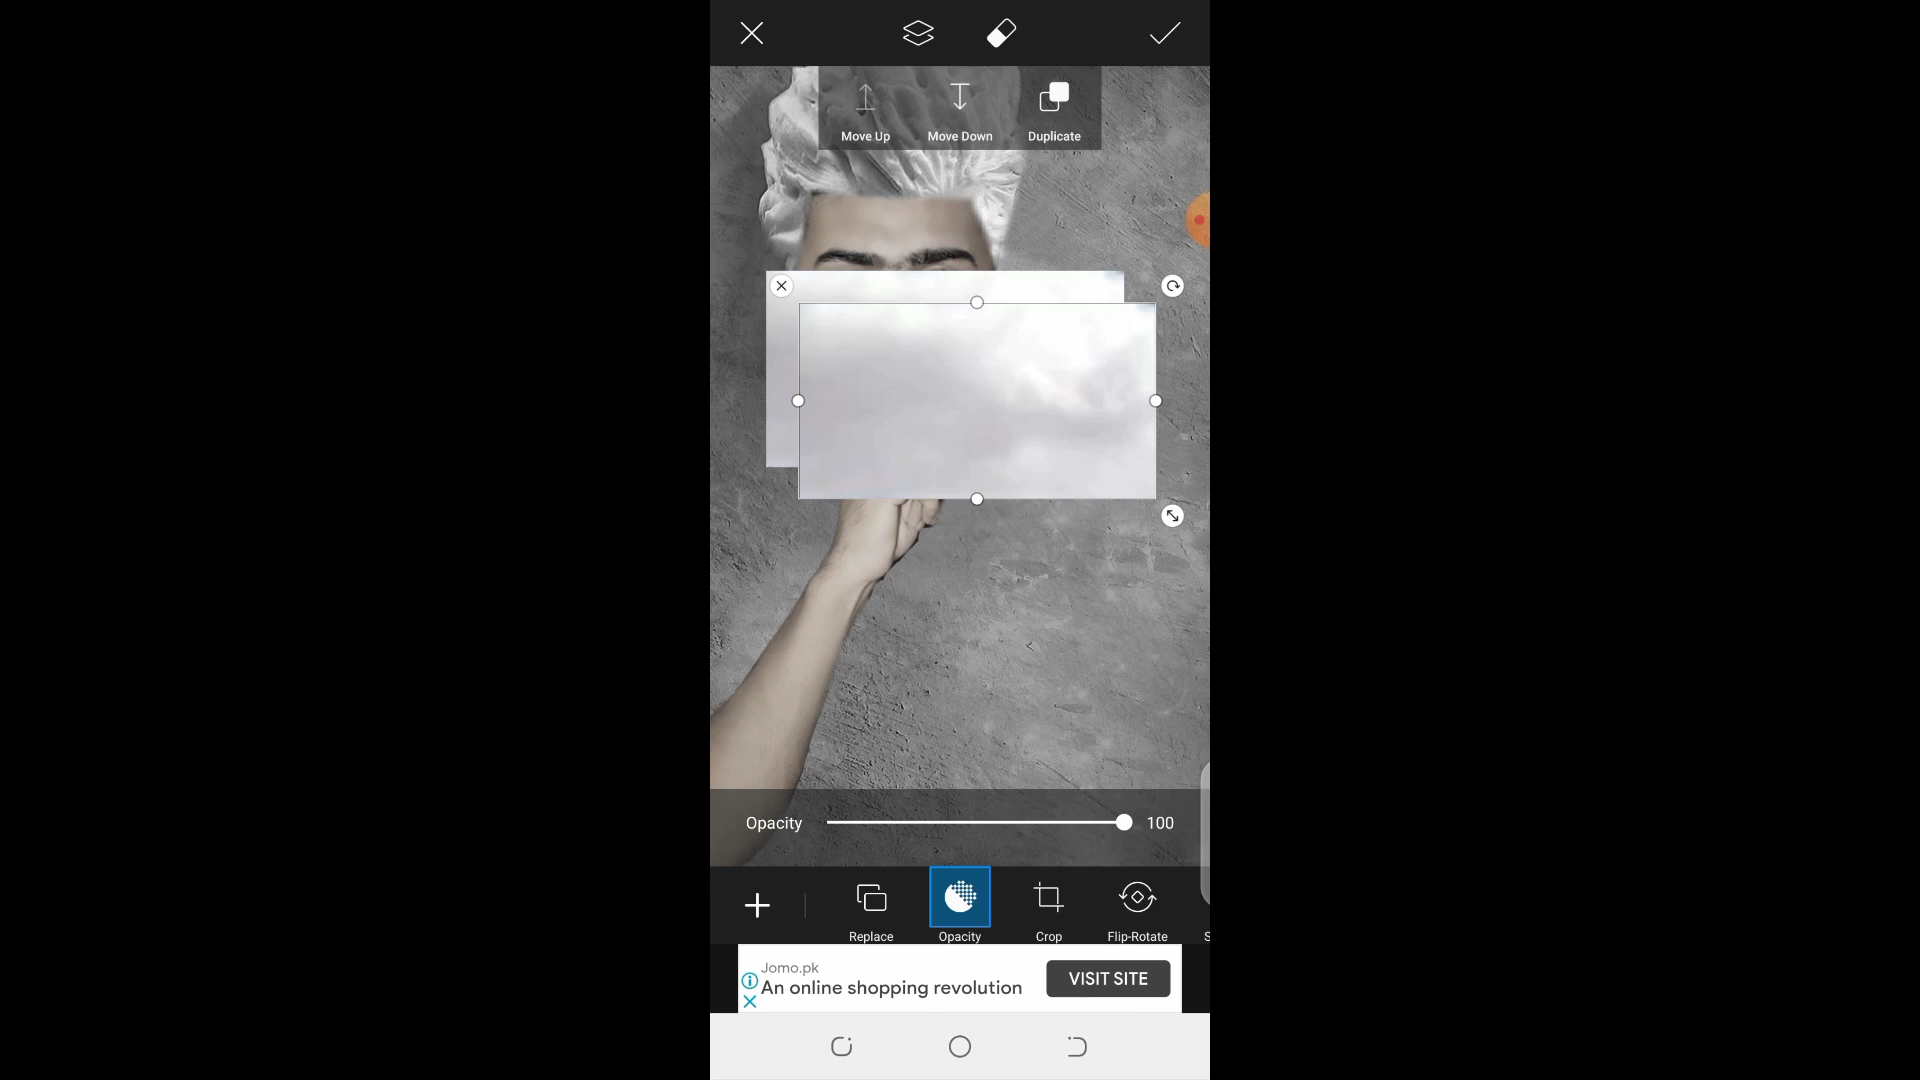 Move Up Move Down Duplicate
Opacity 100
Replace Opacity Crop Flip-Rotate S
Jomo.pk
An online shopping revolution
VISIT SITE